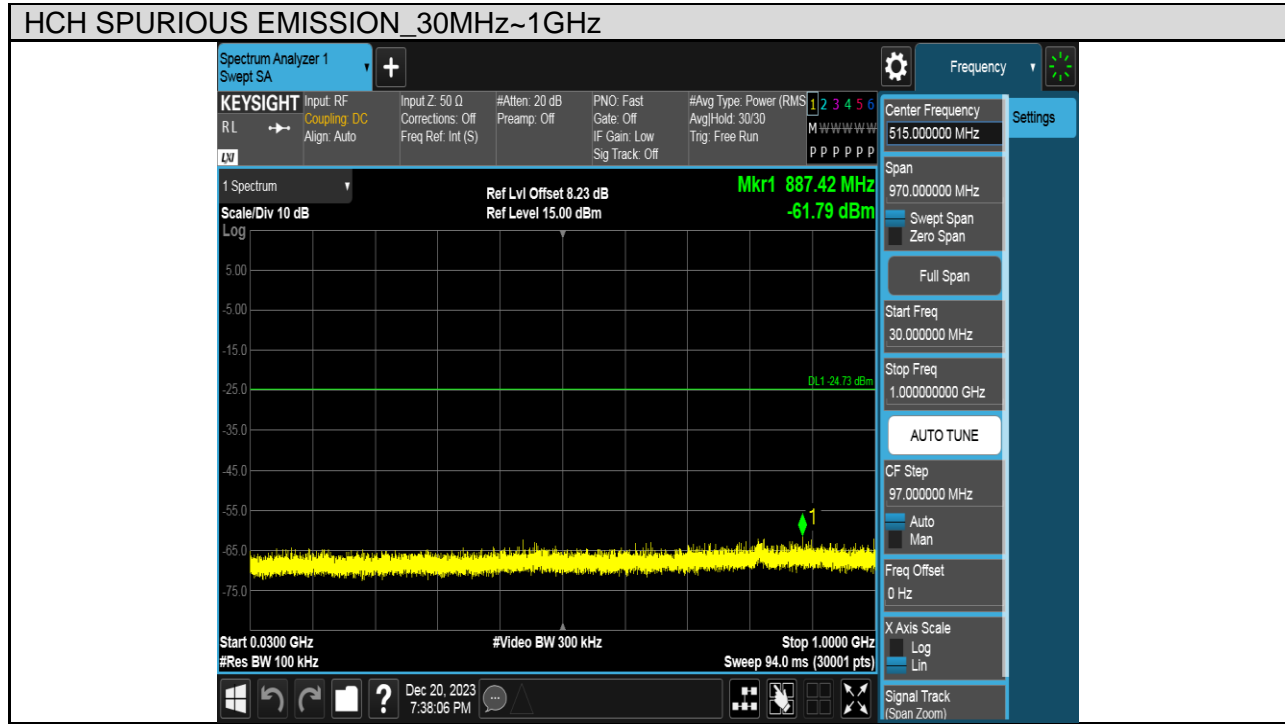 HCH SPURIOUS EMISSION_30MHz~1GHz
Spectrum Analyzer 1
Swept SA
+
Frequency
KEYSIGHT
RL
LXI
Input: RF
Coupling: DC
Align: Auto
Input Z: 50 Ω
Corrections: Off
Freq Ref: Int (S)
#Atten: 20 dB
Preamp: Off
PNO: Fast
Gate: Off
IF Gain: Low
Sig Track: Off
#Avg Type: Power (RMS
Avg|Hold: 30/30
Trig: Free Run
1 2 3 4 5 6
M W W W W W
P P P P P P
1 Spectrum
Scale/Div 10 dB
Ref Lvl Offset 8.23 dB
Ref Level 15.00 dBm
Mkr1 887.42 MHz
-61.79 dBm
Log
5.00
-5.00
-15.0
-25.0
DL1 -24.73 dBm
-35.0
-45.0
-55.0
1
-65.0
-75.0
Start 0.0300 GHz
#Res BW 100 kHz
#Video BW 300 kHz
Stop 1.0000 GHz
Sweep 94.0 ms (30001 pts)
?
Dec 20, 2023
7:38:06 PM
Center Frequency
515.000000 MHz
Settings
Span
970.000000 MHz
Swept Span
Zero Span
Full Span
Start Freq
30.000000 MHz
Stop Freq
1.000000000 GHz
AUTO TUNE
CF Step
97.000000 MHz
Auto
Man
Freq Offset
0 Hz
X Axis Scale
Log
Lin
Signal Track
(Span Zoom)